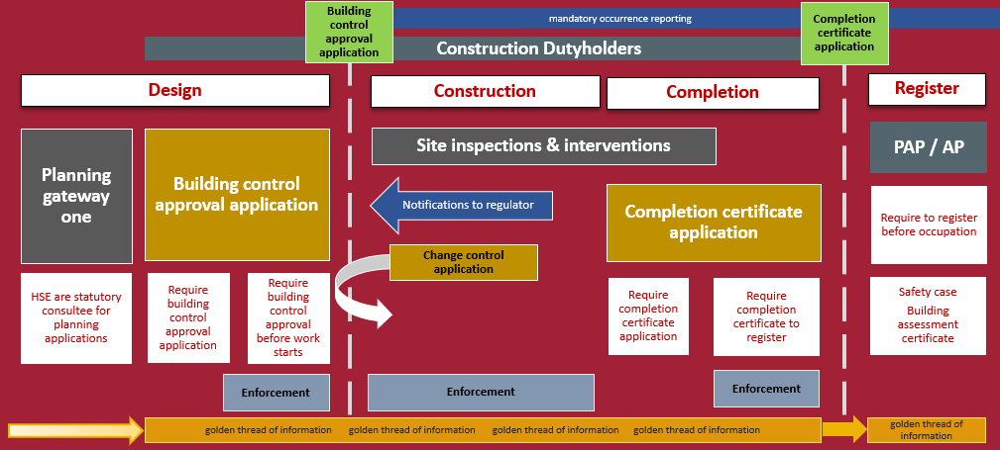 Building
control
approval
application
mandatory occurrence reporting
Completion
certificate
application
Construction Dutyholders
Design
Construction
Completion
Register
Planning
gateway
one
Building control
approval application
Site inspections & interventions
PAP / AP
Notifications to regulator
Completion certificate
application
Require to register
before occupation
Change control
application
HSE are statutory
consultee for
planning
applications
Require
building
control
approval
application
Require
building
control
approval
before work
starts
Require
completion
certificate
application
Require
completion
certificate to
register
Safety case
Building
assessment
certificate
Enforcement
Enforcement
Enforcement
golden thread of information
golden thread of information
golden thread of information
golden thread of information
golden thread of
information